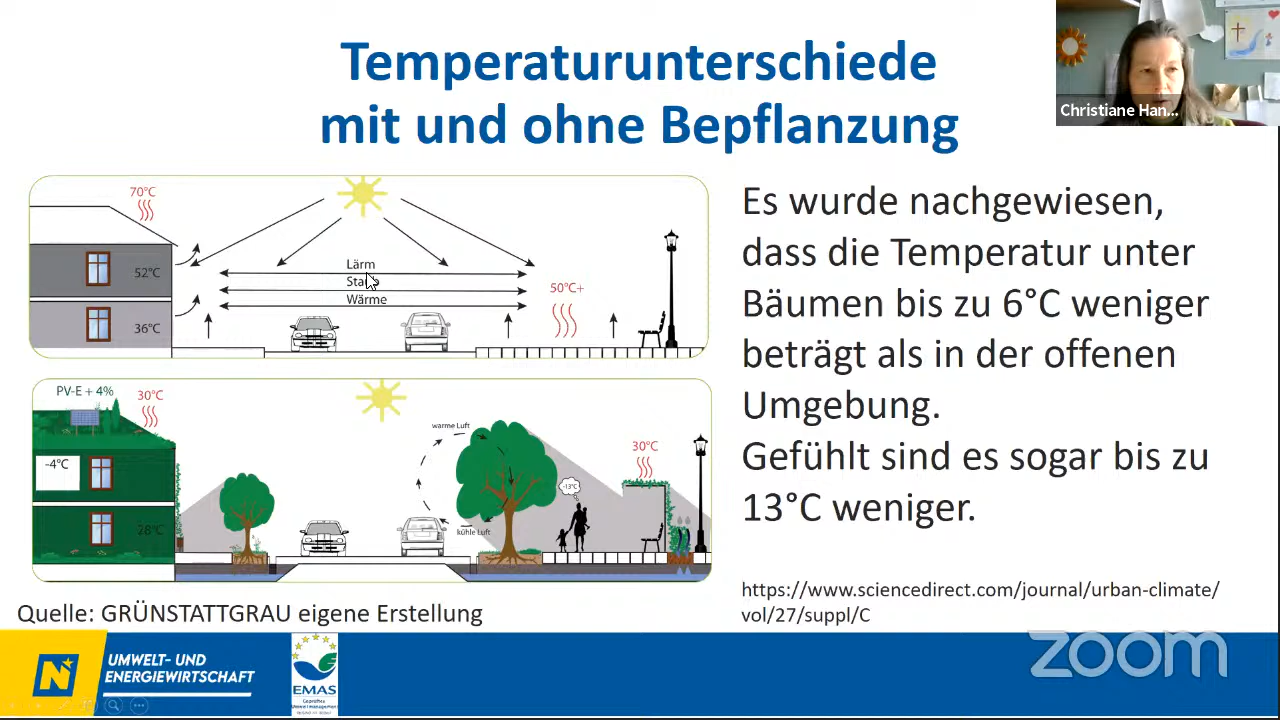 Temperaturunterschiede
mit und ohne Bepflanzung
Christiane Han...
70°C
52°C
36°C
Lärm
Wärme
50°C+
PV-E + 4%
30°C
-4°C
28°C
warme Luft
kühle Luft
-13°C
30°C
Es wurde nachgewiesen,
dass die Temperatur unter
Bäumen bis zu 6°C weniger
beträgt als in der offenen
Umgebung.
Gefühlt sind es sogar bis zu
13°C weniger.
https://www.sciencedirect.com/journal/urban-climate/
vol/27/suppl/C
Quelle: GRÜNSTATTGRAU eigene Erstellung
N
UMWELT- UND
ENERGIEWIRTSCHAFT
EMAS
Geprüftes
Umweltmanagement
zoom